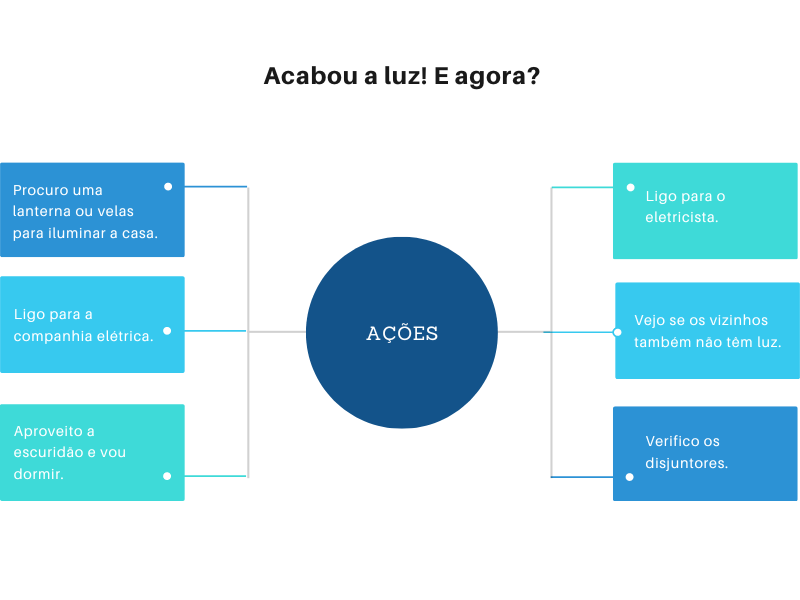 Acabou a luz! E agora?
Procuro uma
lanterna ou velas
para iluminar a casa.
Ligo para a
companhia elétrica.
Aproveito a
escuridão e vou
dormir.
AÇÕES
Ligo para o
eletricista.
Vejo se os vizinhos
também não têm luz.
Verifico os
disjuntores.